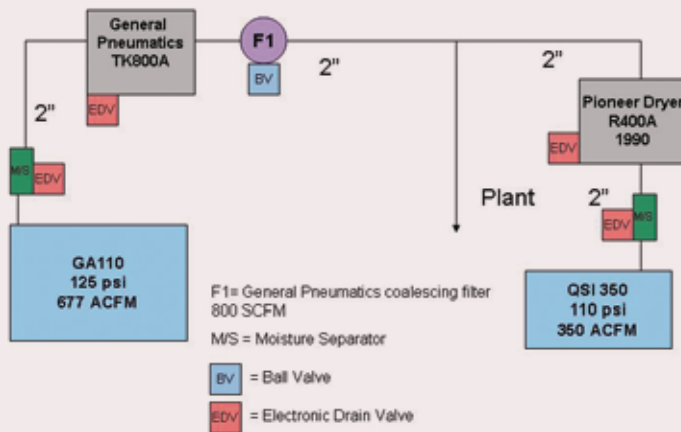 General
Pneumatics
TK800A
F1
BV
2"
2"
EDV
2"
Pioneer Dryer
R400A
1990
EDV
M/S
EDV
Plant
2"
EDV
M/S
GA110
125 psi
677 ACFM
QSI 350
110 psi
350 ACFM
F1= General Pneumatics coalescing filter
800 SCFM
M/S = Moisture Separator
BV = Ball Valve
EDV = Electronic Drain Valve